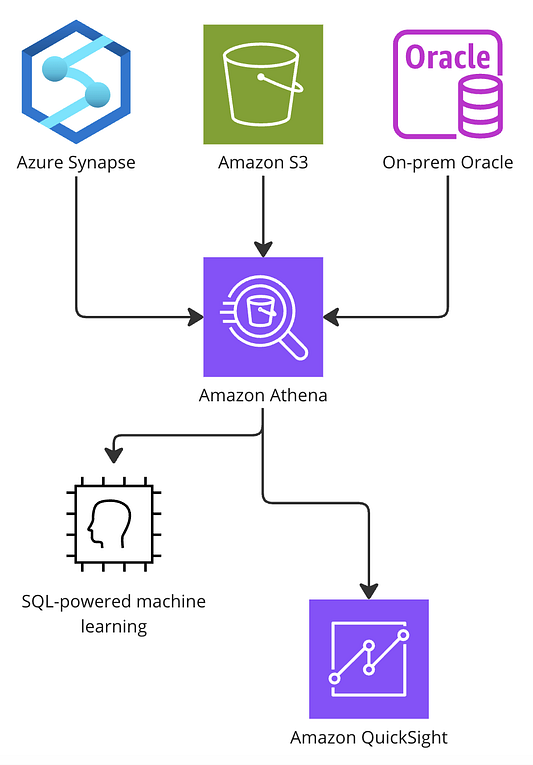 Oracle
Azure Synapse
Amazon S3
On-prem Oracle
Amazon Athena
SQL-powered machine
learning
Amazon QuickSight